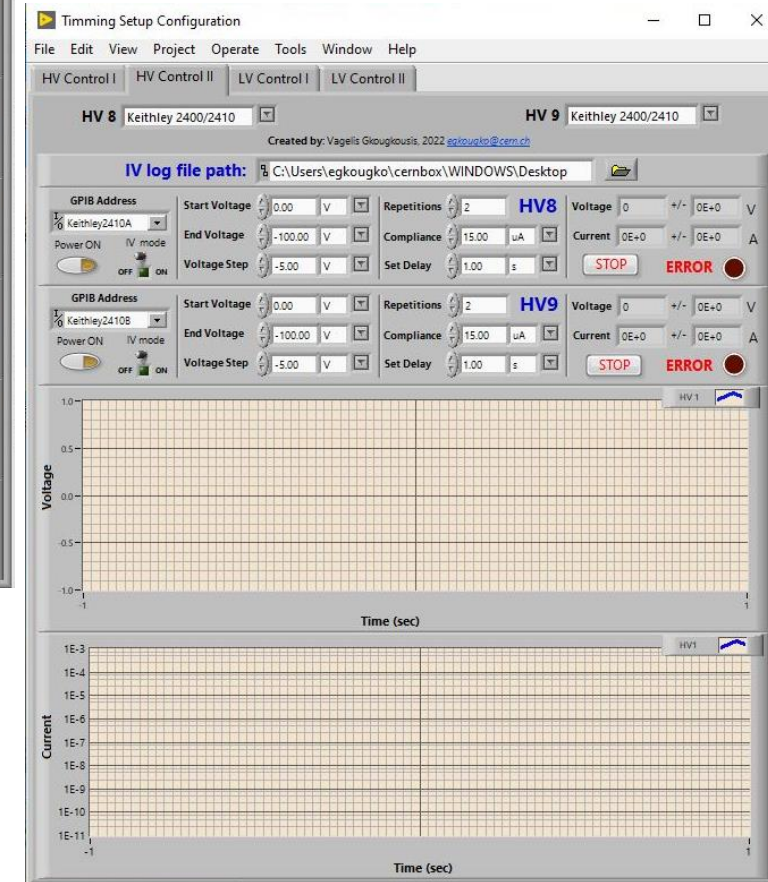 Timming Setup Configuration
File Edit View Project Operate Tools Window Help
HV Control I HV Control II LV Control I LV Control II
HV 8 Keithley 2400/2410 HV 9 Keithley 2400/2410
Created by: Vagelis Gkougkousis, 2022 egkougko@cern.ch
IV log file path: C:\Users\egkougko\cernbox\WINDOWS\Desktop
GPIB Address Start Voltage 0.00 V Repetitions 2 HV8 Voltage 0 +/- 0E+0 V
Keithley2410A End Voltage -100.00 V Compliance 15.00 uA Current 0E+0 +/- 0E+0 A
Power ON IV mode OFF ON Voltage Step -5.00 V Set Delay 1.00 s STOP ERROR
GPIB Address Start Voltage 0.00 V Repetitions 2 HV9 Voltage 0 +/- 0E+0 V
Keithley2410B End Voltage -100.00 V Compliance 15.00 uA Current 0E+0 +/- 0E+0 A
Power ON IV mode OFF ON Voltage Step -5.00 V Set Delay 1.00 s STOP ERROR
HV 1
1.0
0.5
Voltage
0.0
-0.5
-1.0
-1 1
Time (sec)
HV1
1E-3
1E-4
1E-5
1E-6
Current
1E-7
1E-8
1E-9
1E-10
1E-11
-1 1
Time (sec)